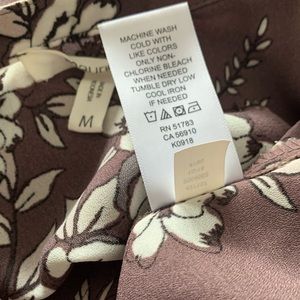 MACHINE WASH
COLD WITH
LIKE COLORS
ONLY NON-
CHLORINE BLEACH
WHEN NEEDED
TUMBLE DRY LOW
COOL IRON
IF NEEDED
RN 51783
CA 56910
K0918
M